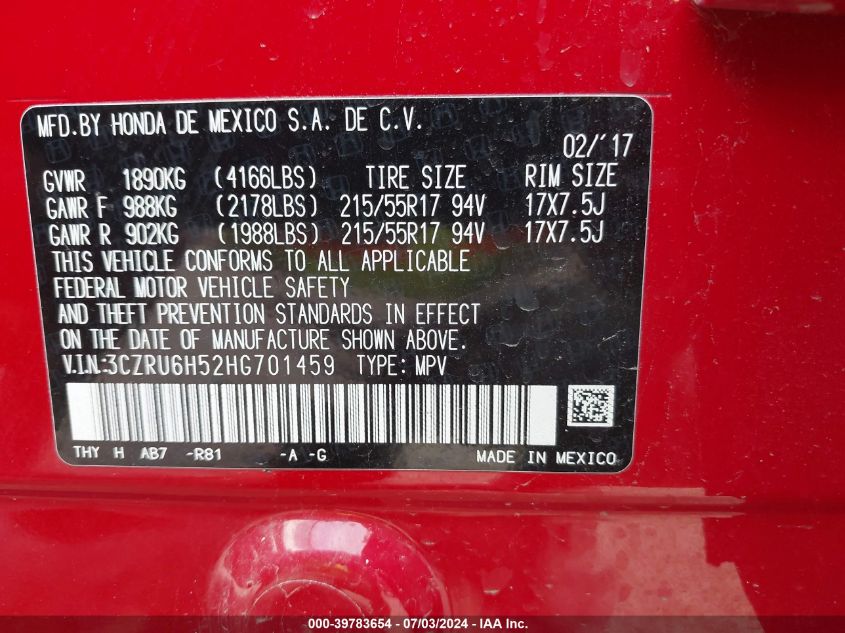 MFD.BY HONDA DE MEXICO S.A. DE C.V.
02/'17
GVWR 1890KG (4166LBS) TIRE SIZE RIM SIZE
GAWR F 988KG (2178LBS) 215/55R17 94V 17X7.5J
GAWR R 902KG (1988LBS) 215/55R17 94V 17X7.5J
THIS VEHICLE CONFORMS TO ALL APPLICABLE
FEDERAL MOTOR VEHICLE SAFETY
AND THEFT PREVENTION STANDARDS IN EFFECT
ON THE DATE OF MANUFACTURE SHOWN ABOVE.
V.I.N:3CZRU6H52HG701459 TYPE: MPV
THY H AB7 -R81 -A -G MADE IN MEXICO
000-39783654 - 07/03/2024 - IAA Inc.